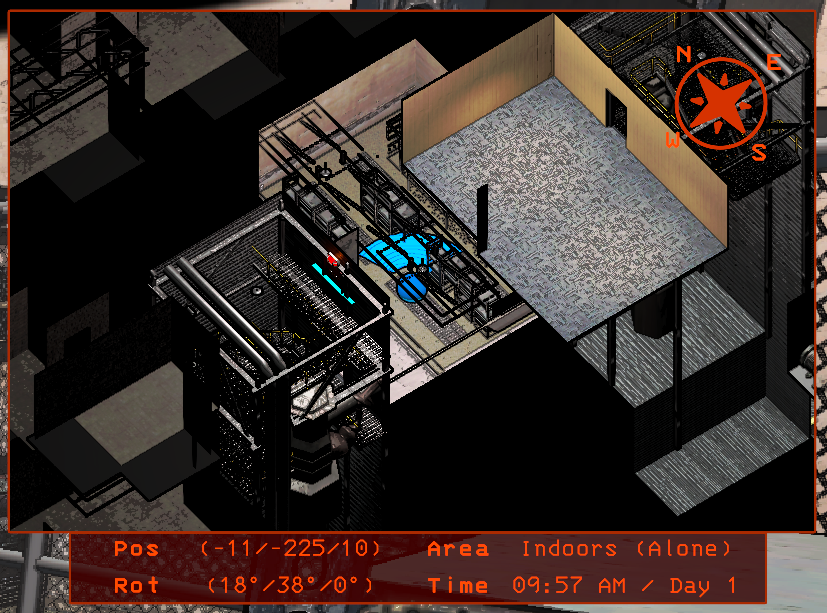 N
E
W
S
Pos (-11/-225/10) Area Indoors (Alone)
Rot (18°/38°/0°) Time 09:57 AM / Day 1